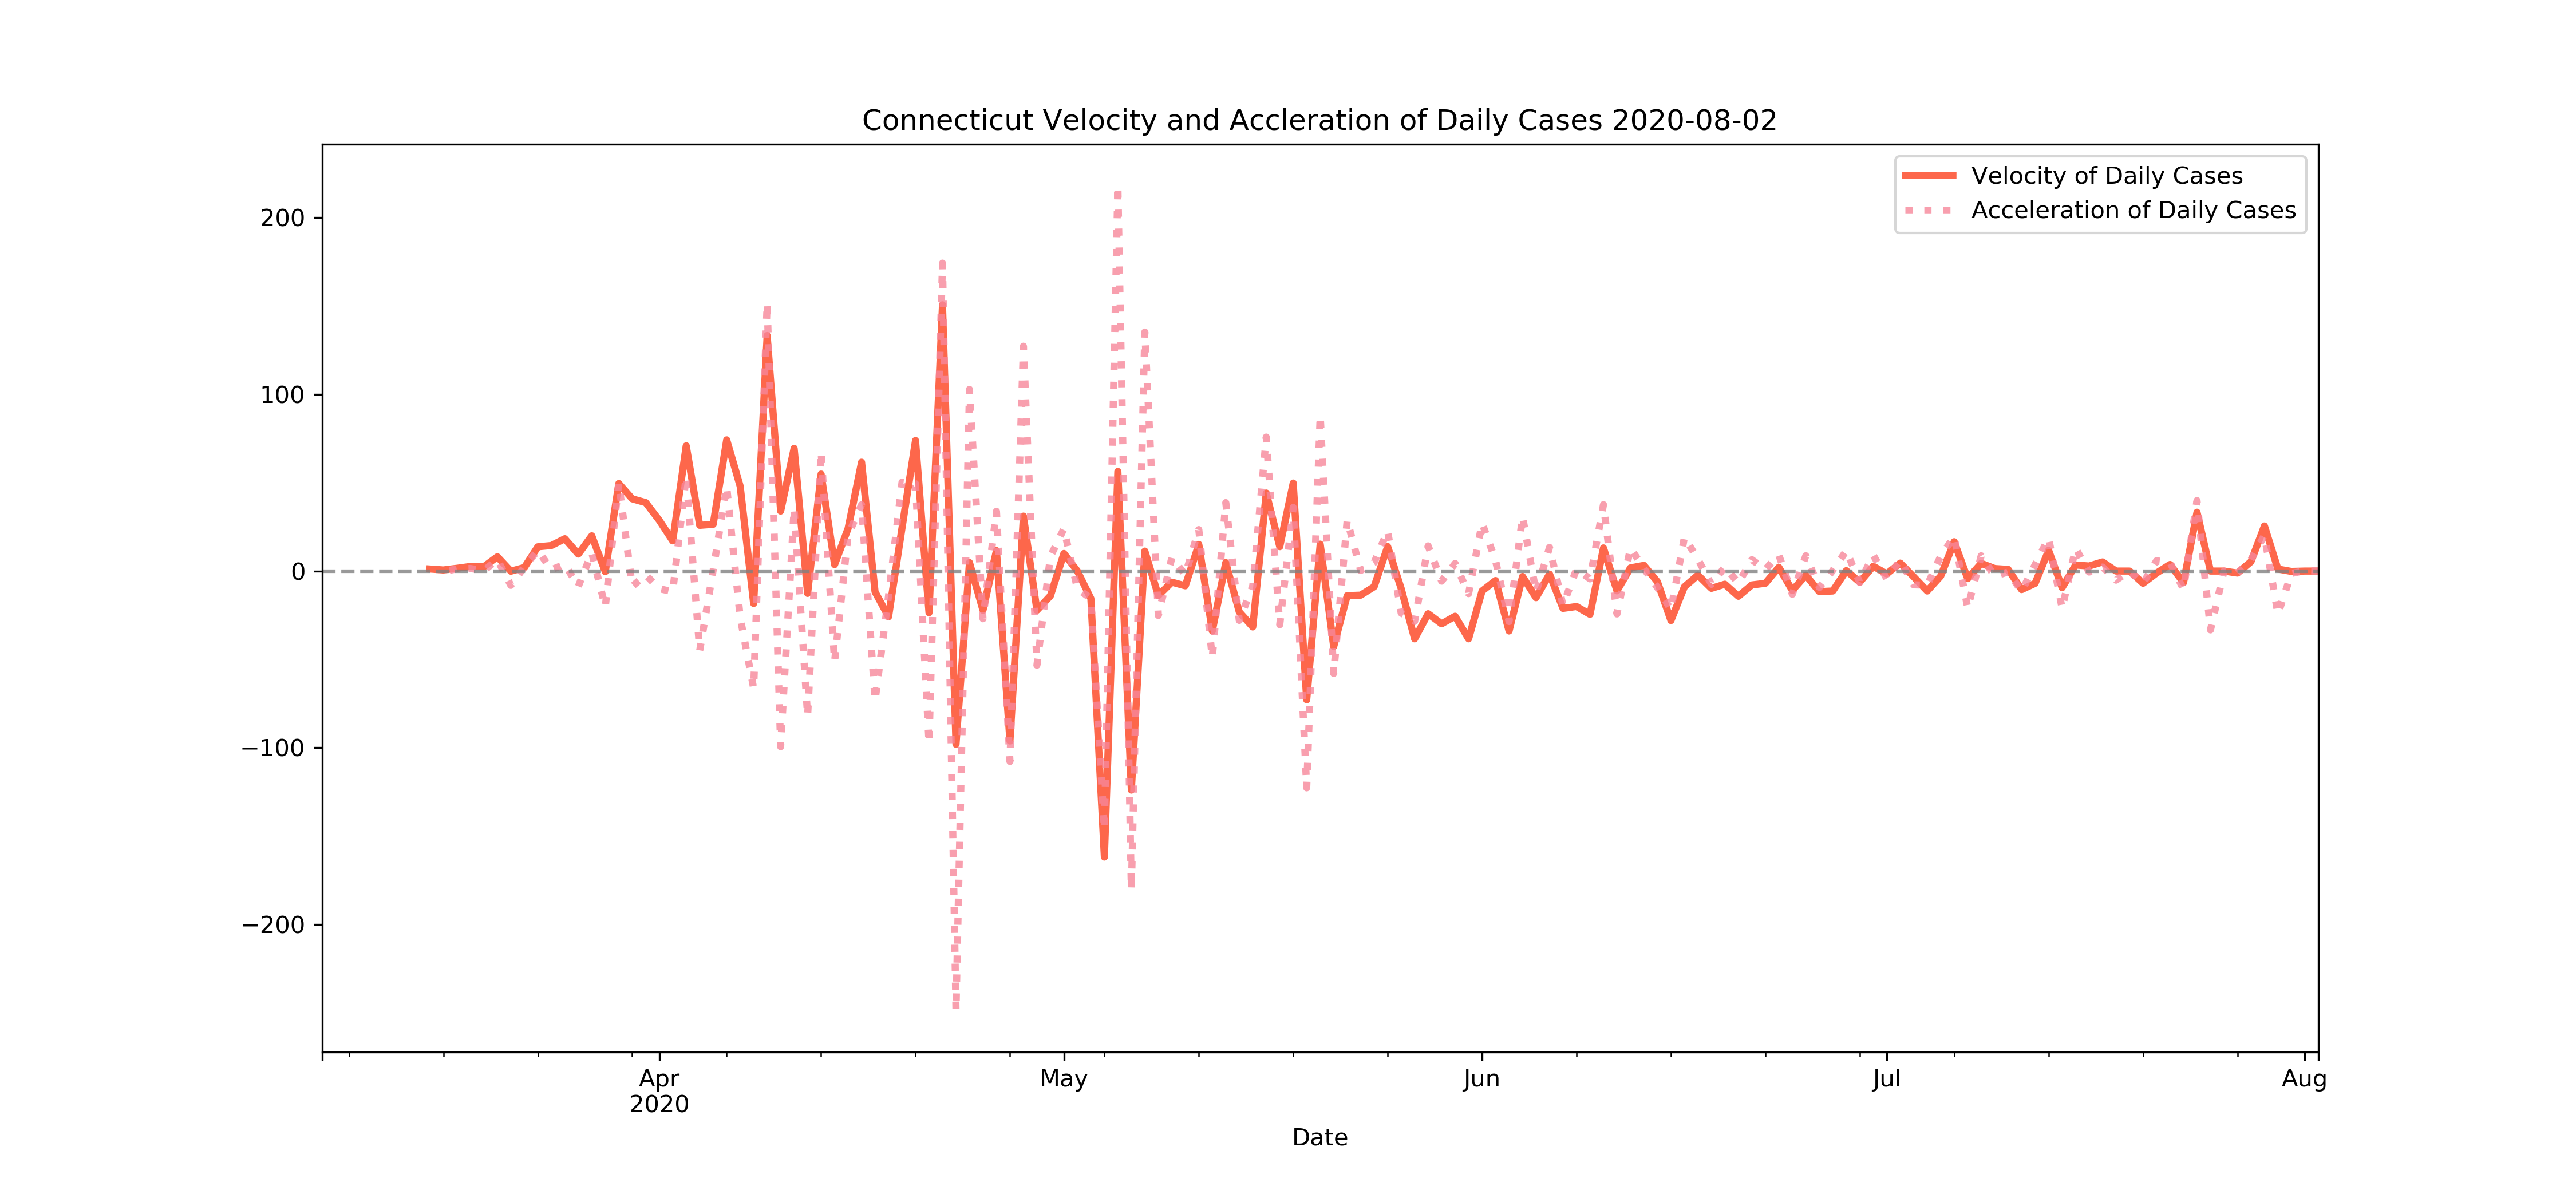 Connecticut Velocity and Accleration of Daily Cases 2020-08-02
Velocity of Daily Cases
Acceleration of Daily Cases
200
100
0
−100
−200
Apr
2020
May
Jun
Jul
Aug
Date